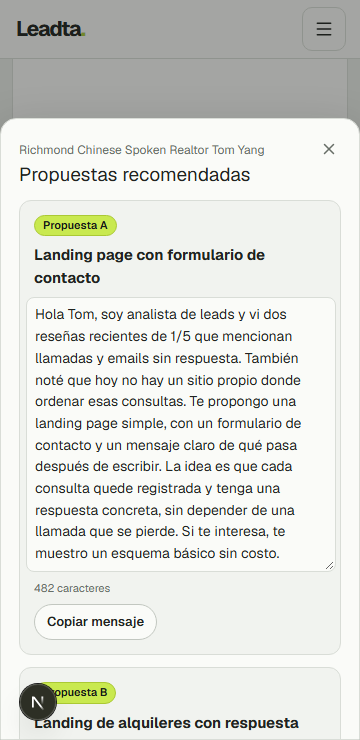 Leadta.
Richmond Chinese Spoken Realtor Tom Yang
Propuestas recomendadas
Propuesta A
Landing page con formulario de
contacto
Hola Tom, soy analista de leads y vi dos
reseñas recientes de 1/5 que mencionan
llamadas y emails sin respuesta. También
noté que hoy no hay un sitio propio donde
ordenar esas consultas. Te propongo una
landing page simple, con un formulario de
contacto y un mensaje claro de qué pasa
después de escribir. La idea es que cada
consulta quede registrada y tenga una
respuesta concreta, sin depender de una
llamada que se pierde. Si te interesa, te
muestro un esquema básico sin costo.
482 caracteres
Copiar mensaje
N
opuesta B
Landing de alquileres con respuesta